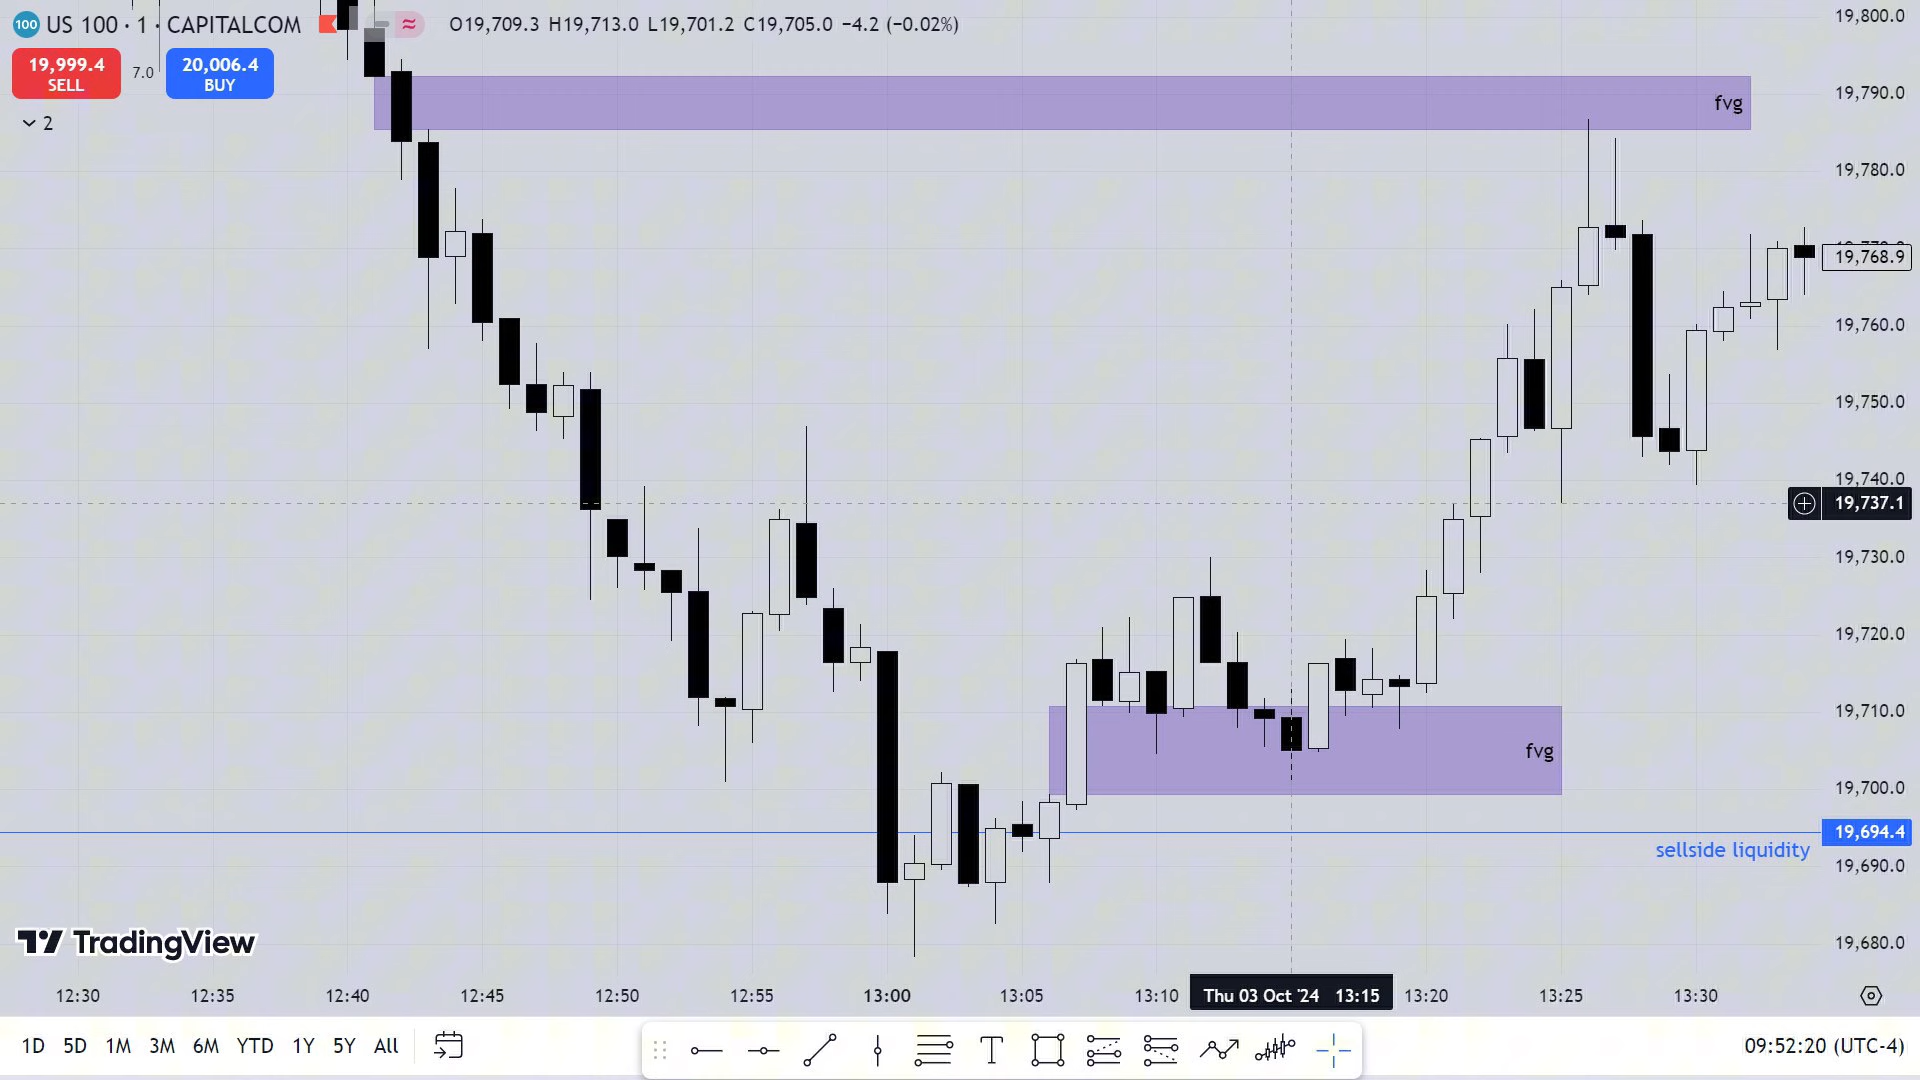 100 US 100 · 1 · CAPITALCOM O19,709.3 H19,713.0 L19,701.2 C19,705.0 −4.2 (−0.02%)
19,999.4
SELL
7.0
20,006.4
BUY
2
19,800.0
19,790.0
19,780.0
19,768.9
19,760.0
19,750.0
19,740.0
19,737.1
19,730.0
19,720.0
19,710.0
19,700.0
19,694.4
19,690.0
19,680.0
fvg
fvg
sellside liquidity
TradingView
12:30 12:35 12:40 12:45 12:50 12:55 13:00 13:05 13:10 Thu 03 Oct '24 13:15 13:20 13:25 13:30
1D 5D 1M 3M 6M YTD 1Y 5Y All
09:52:20 (UTC-4)